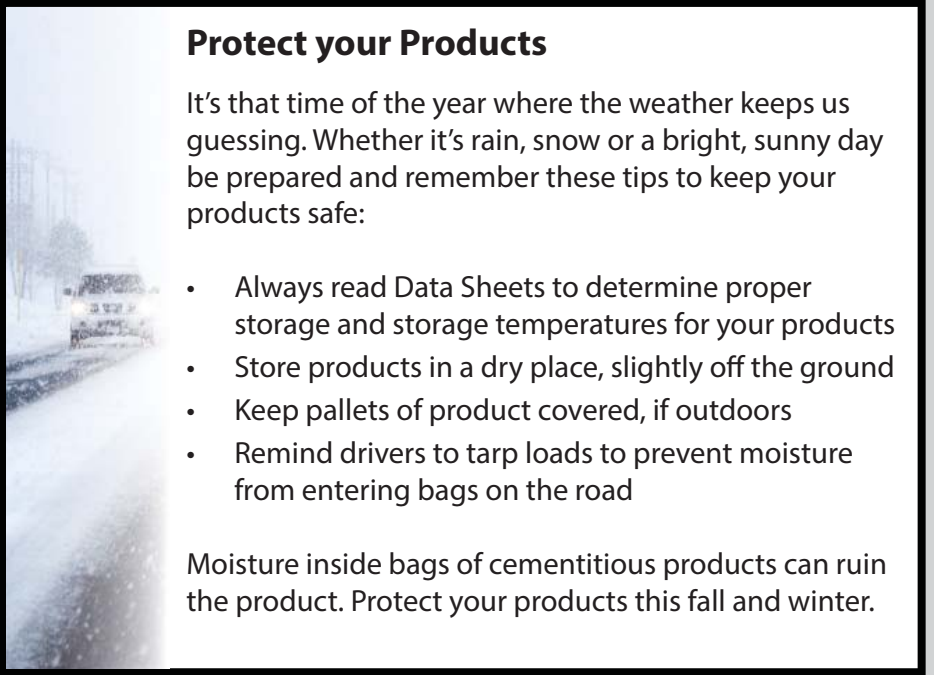 Protect your Products
It's that time of the year where the weather keeps us
guessing. Whether it's rain, snow or a bright, sunny day
be prepared and remember these tips to keep your
products safe:
• Always read Data Sheets to determine proper
storage and storage temperatures for your products
• Store products in a dry place, slightly off the ground
• Keep pallets of product covered, if outdoors
• Remind drivers to tarp loads to prevent moisture
from entering bags on the road
Moisture inside bags of cementitious products can ruin
the product. Protect your products this fall and winter.